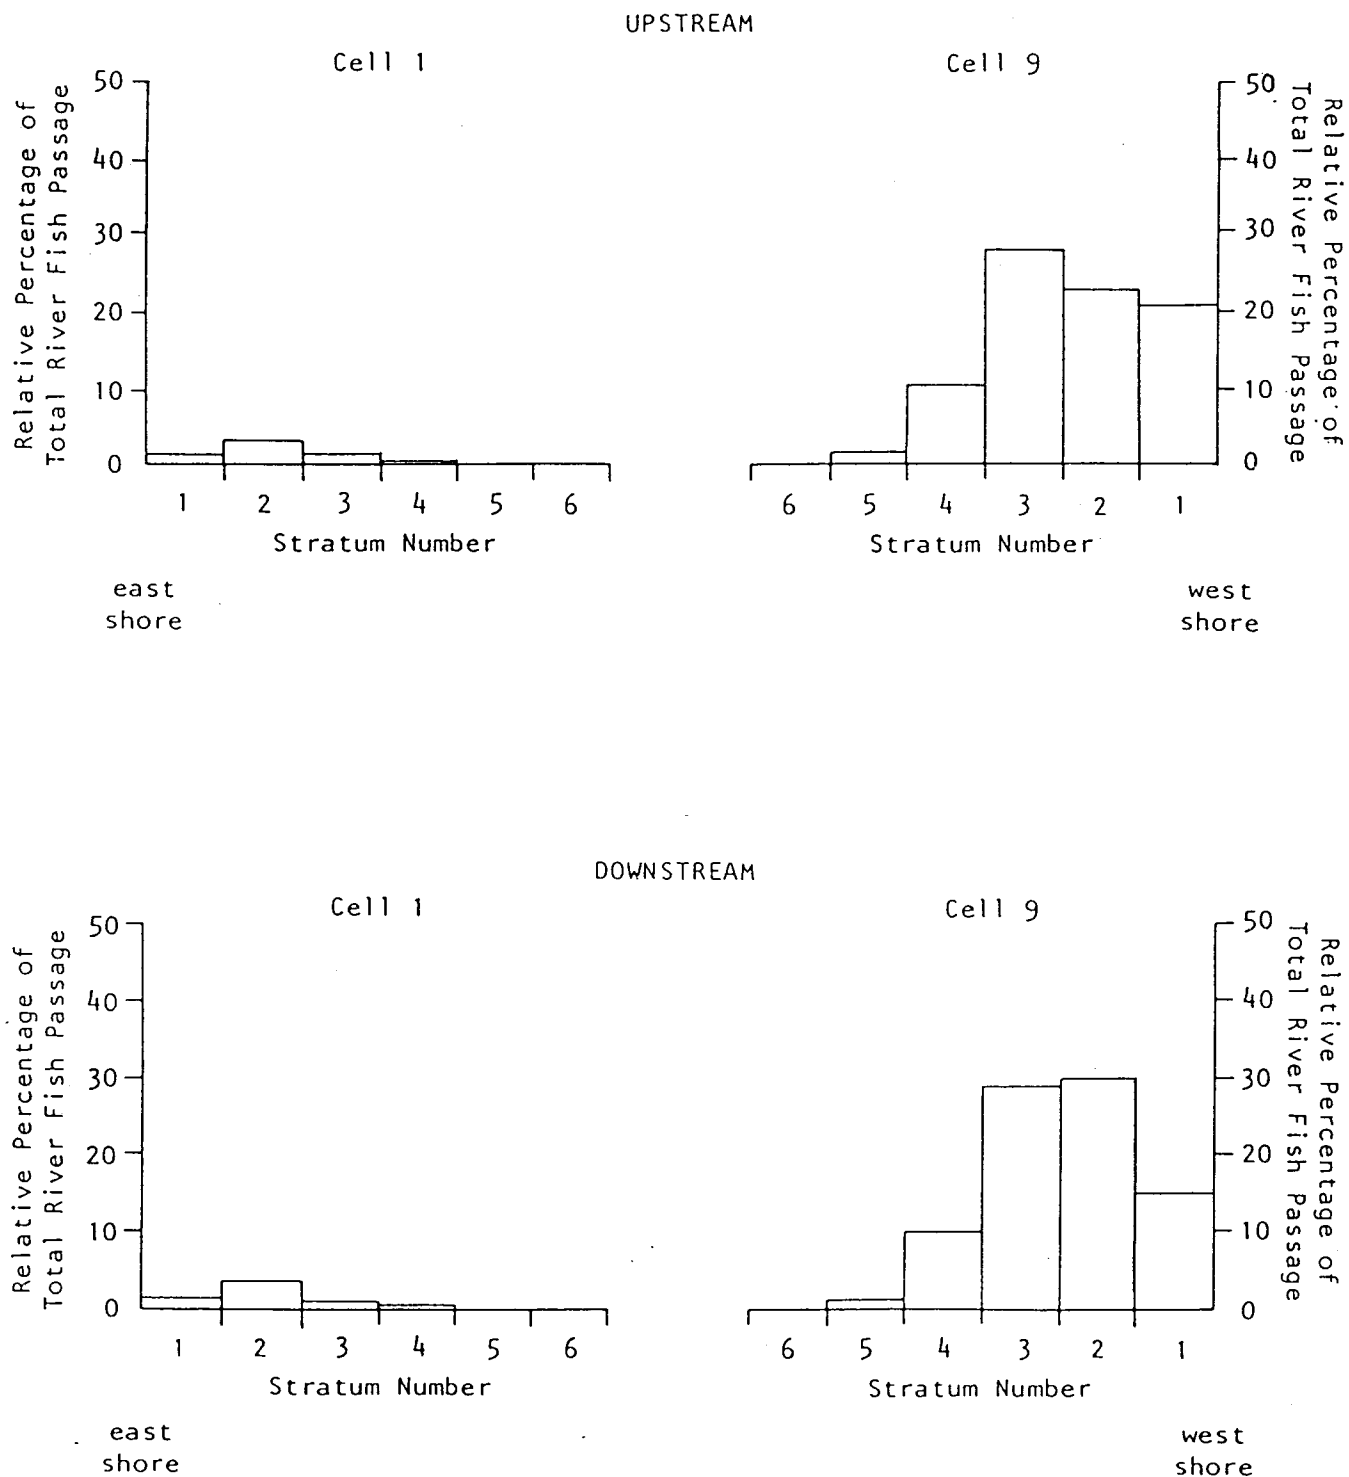 UPSTREAM
Cell 1
Relative Percentage of
Total River Fish Passage
50
40
30
20
10
0
1 2 3 4 5 6
Stratum Number
east
shore
Cell 9
50
40
30
20
10
0
Relative Percentage of
Total River Fish Passage
6 5 4 3 2 1
Stratum Number
west
shore
DOWNSTREAM
Cell 1
Relative Percentage of
Total River Fish Passage
50
40
30
20
10
0
1 2 3 4 5 6
Stratum Number
east
shore
Cell 9
50
40
30
20
10
0
Relative Percentage of
Total River Fish Passage
6 5 4 3 2 1
Stratum Number
west
shore